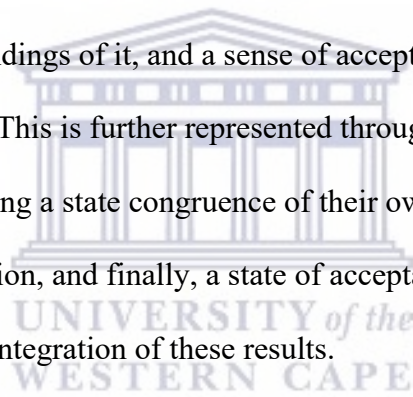 dings of it, and a sense of accept
This is further represented throug
ng a state congruence of their ow
ion, and finally, a state of accept
UNIVERSITY of the
ntegration of these results.
WESTERN CAPE